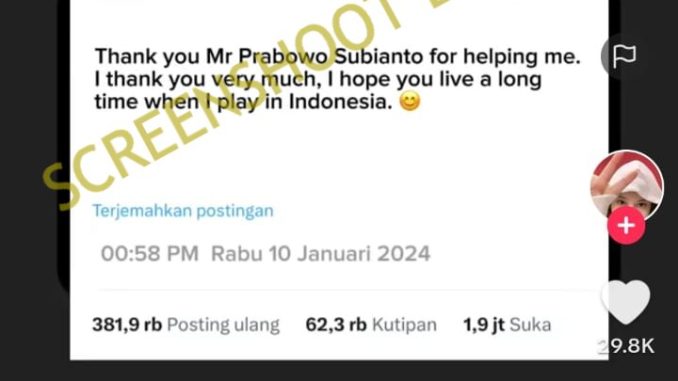 SCREENSHOOT
Thank you Mr Prabowo Subianto for helping me.
I thank you very much, I hope you live a long
time when I play in Indonesia. 😊
Terjemahkan postingan
00:58 PM Rabu 10 Januari 2024
381,9 rb Posting ulang 62,3 rb Kutipan 1,9 jt Suka
29.8K